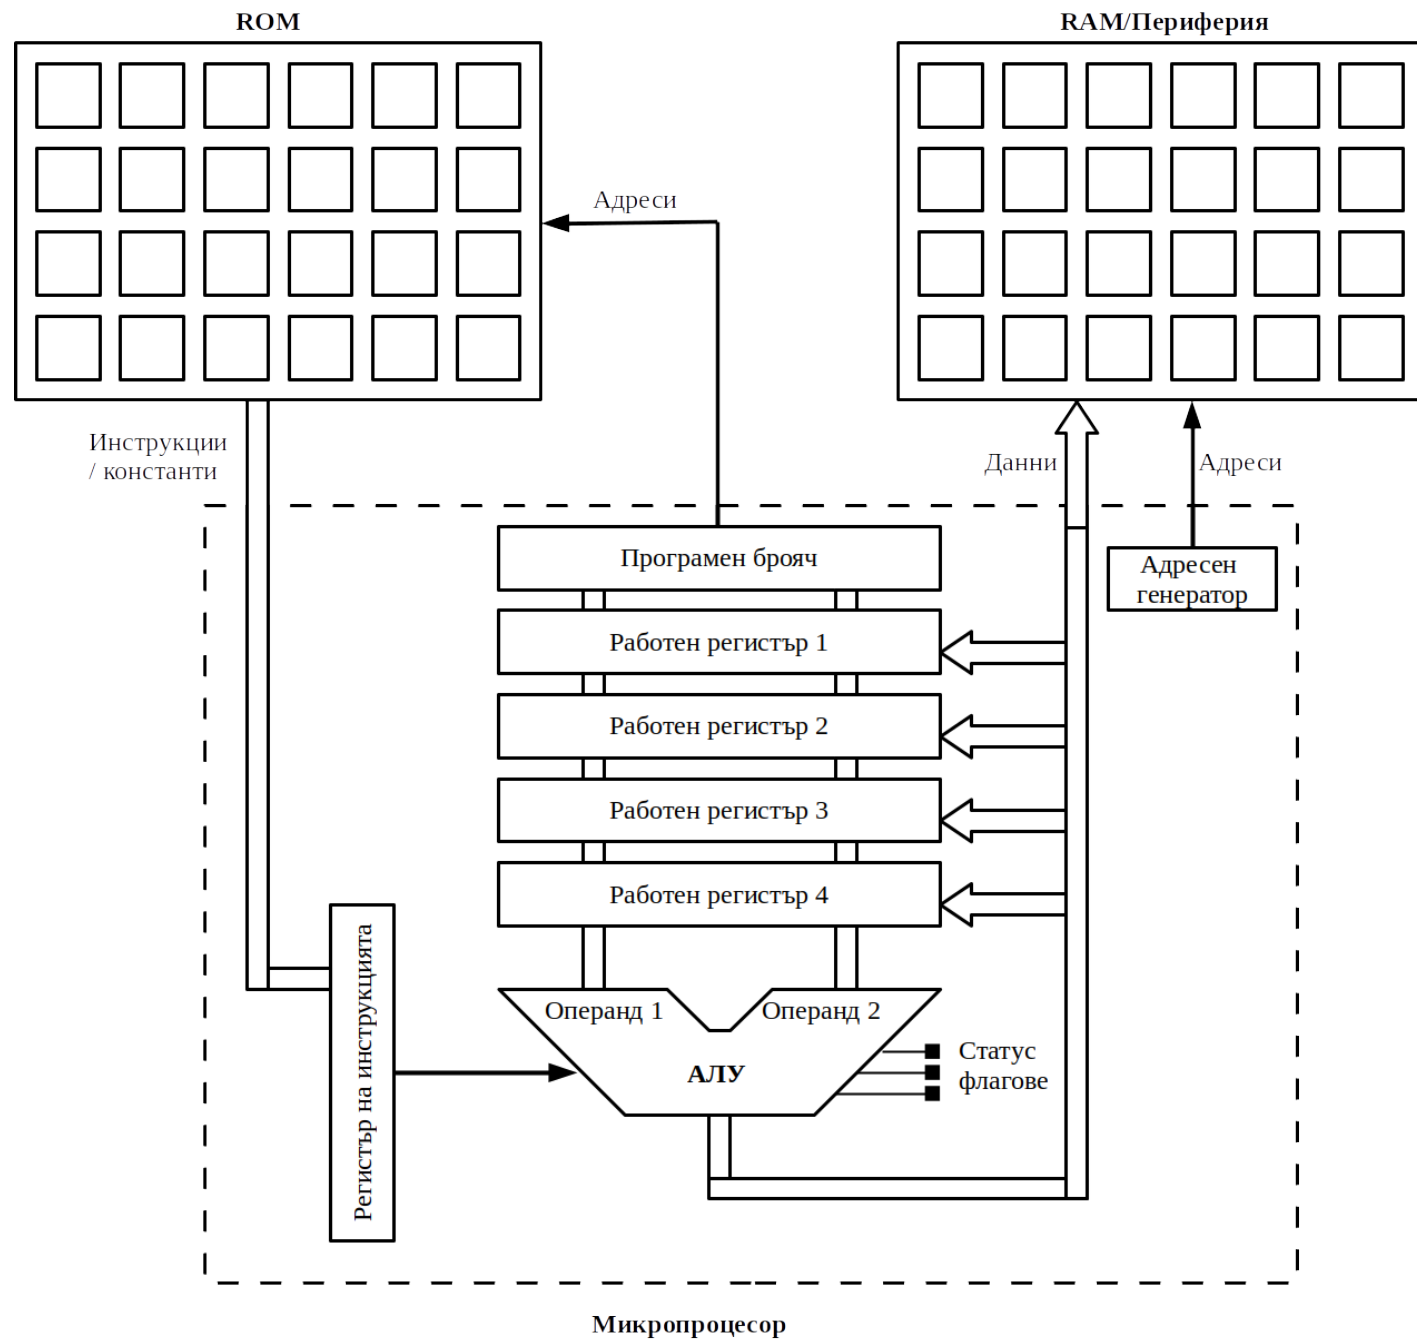 ROM
RAM/Периферия
Адреси
Инструкции
/ константи
Данни
Адреси
Програмен брояч
Адресен
генератор
Работен регистър 1
Работен регистър 2
Работен регистър 3
Работен регистър 4
Регистър на инструкцията
Операнд 1
Операнд 2
АЛУ
Статус
флагове
Микропроцесор